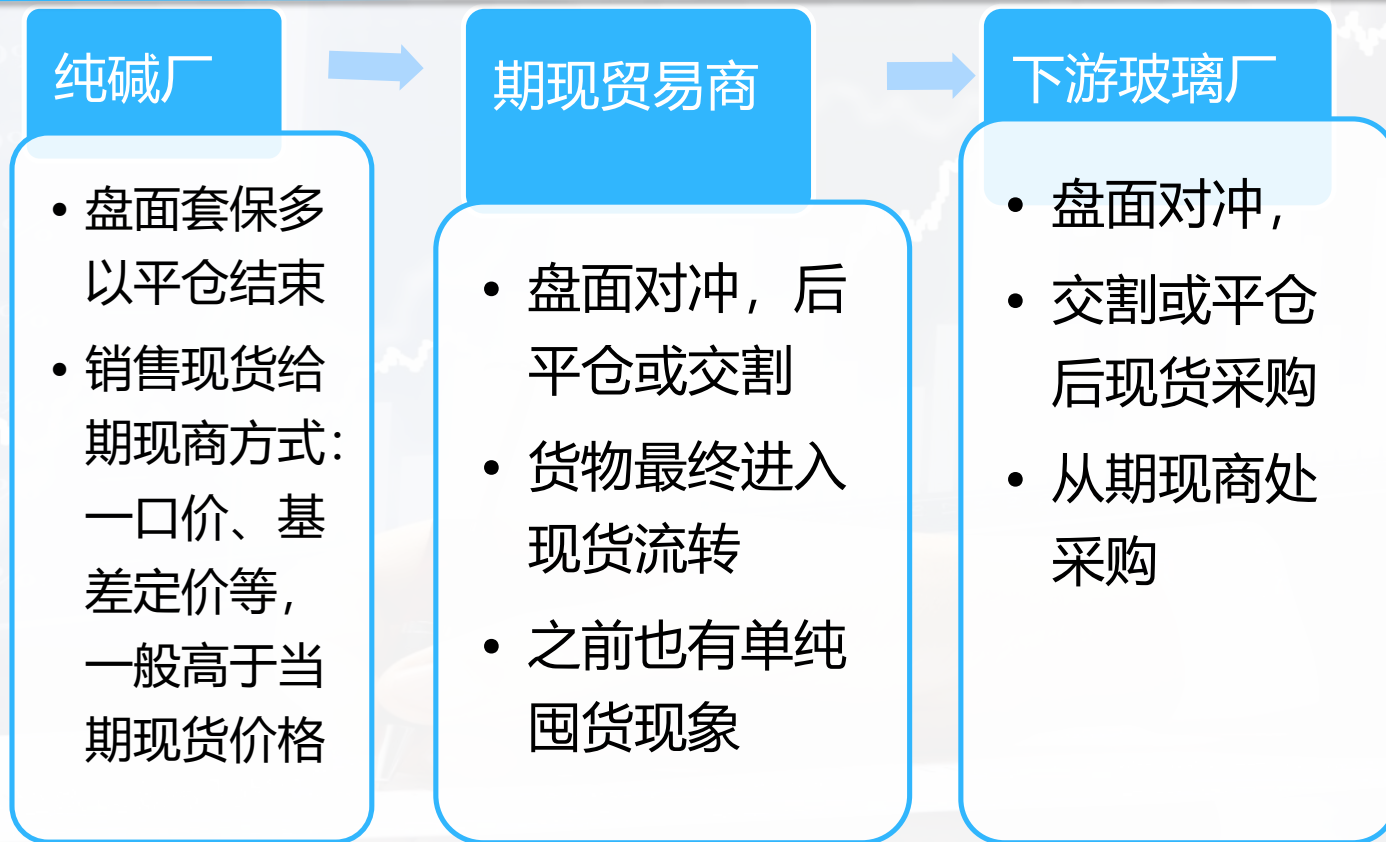 纯碱厂
• 盘面套保多
以平仓结束
• 销售现货给
期现商方式：
一口价、基
差定价等，
一般高于当
期现货价格
期现贸易商
• 盘面对冲，后
平仓或交割
• 货物最终进入
现货流转
• 之前也有单纯
囤货现象
下游玻璃厂
• 盘面对冲，
• 交割或平仓
后现货采购
• 从期现商处
采购